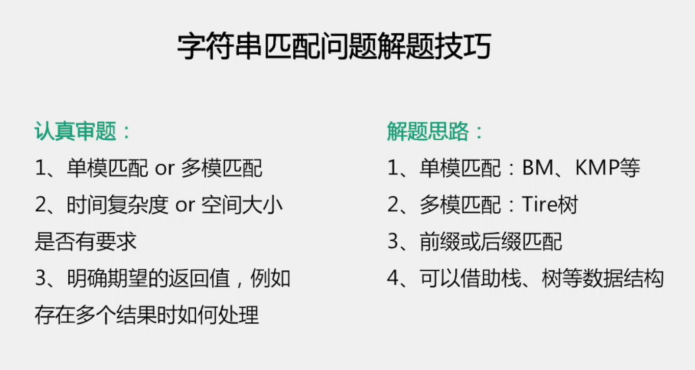 字符串匹配问题解题技巧
认真审题：
1、单模匹配 or 多模匹配
2、时间复杂度 or 空间大小
是否有要求
3、明确期望的返回值，例如
存在多个结果时如何处理
解题思路：
1、单模匹配：BM、KMP等
2、多模匹配：Tire树
3、前缀或后缀匹配
4、可以借助栈、树等数据结构